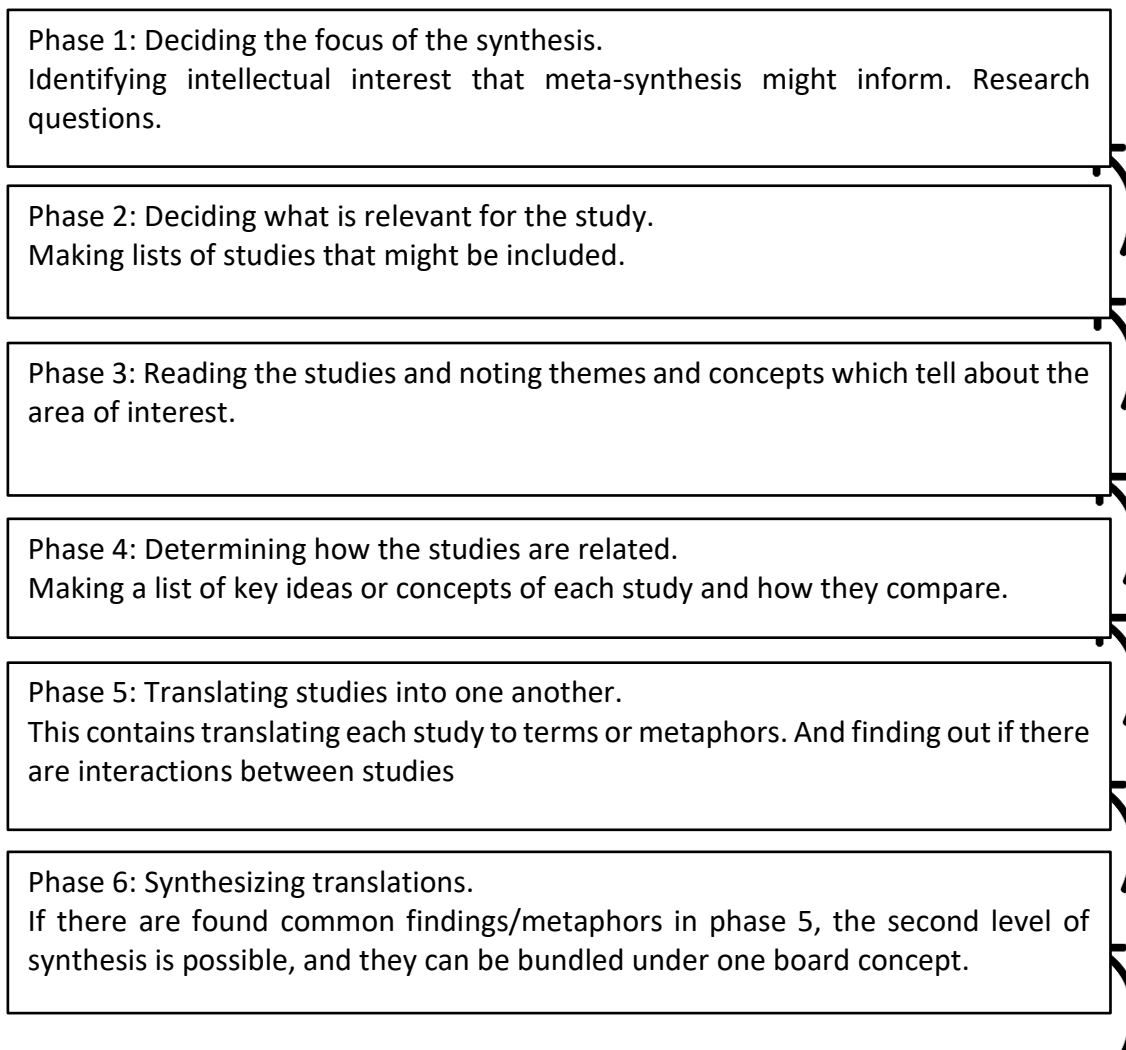 Phase 1: Deciding the focus of the synthesis.
Identifying intellectual interest that meta-synthesis might inform. Research
questions.
Phase 2: Deciding what is relevant for the study.
Making lists of studies that might be included.
Phase 3: Reading the studies and noting themes and concepts which tell about the
area of interest.
Phase 4: Determining how the studies are related.
Making a list of key ideas or concepts of each study and how they compare.
Phase 5: Translating studies into one another.
This contains translating each study to terms or metaphors. And finding out if there
are interactions between studies
Phase 6: Synthesizing translations.
If there are found common findings/metaphors in phase 5, the second level of
synthesis is possible, and they can be bundled under one board concept.